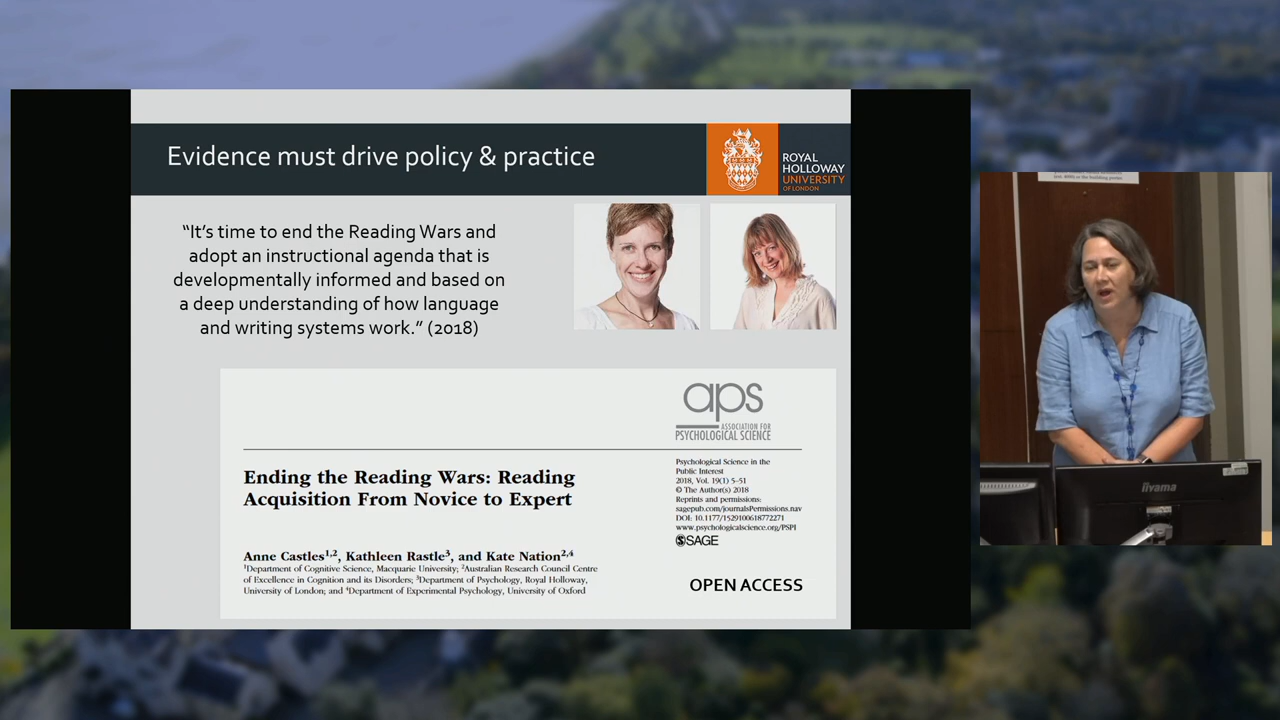 Evidence must drive policy & practice
ROYAL
HOLLOWAY
UNIVERSITY
OF LONDON
“It’s time to end the Reading Wars and
adopt an instructional agenda that is
developmentally informed and based on
a deep understanding of how language
and writing systems work.” (2018)
aps
ASSOCIATION FOR
PSYCHOLOGICAL SCIENCE
Ending the Reading Wars: Reading
Acquisition From Novice to Expert
Psychological Science in the
Public Interest
2018, Vol. 19(1) 5–51
© The Author(s) 2018
Reprints and permissions:
sagepub.com/journalsPermissions.nav
DOI: 10.1177/1529100618772271
www.psychologicalscience.org/PSPI
SAGE
Anne Castles1,2, Kathleen Rastle3, and Kate Nation2,4
1Department of Cognitive Science, Macquarie University; 2Australian Research Council Centre
of Excellence in Cognition and its Disorders; 3Department of Psychology, Royal Holloway,
University of London; and 4Department of Experimental Psychology, University of Oxford
OPEN ACCESS
iiyama